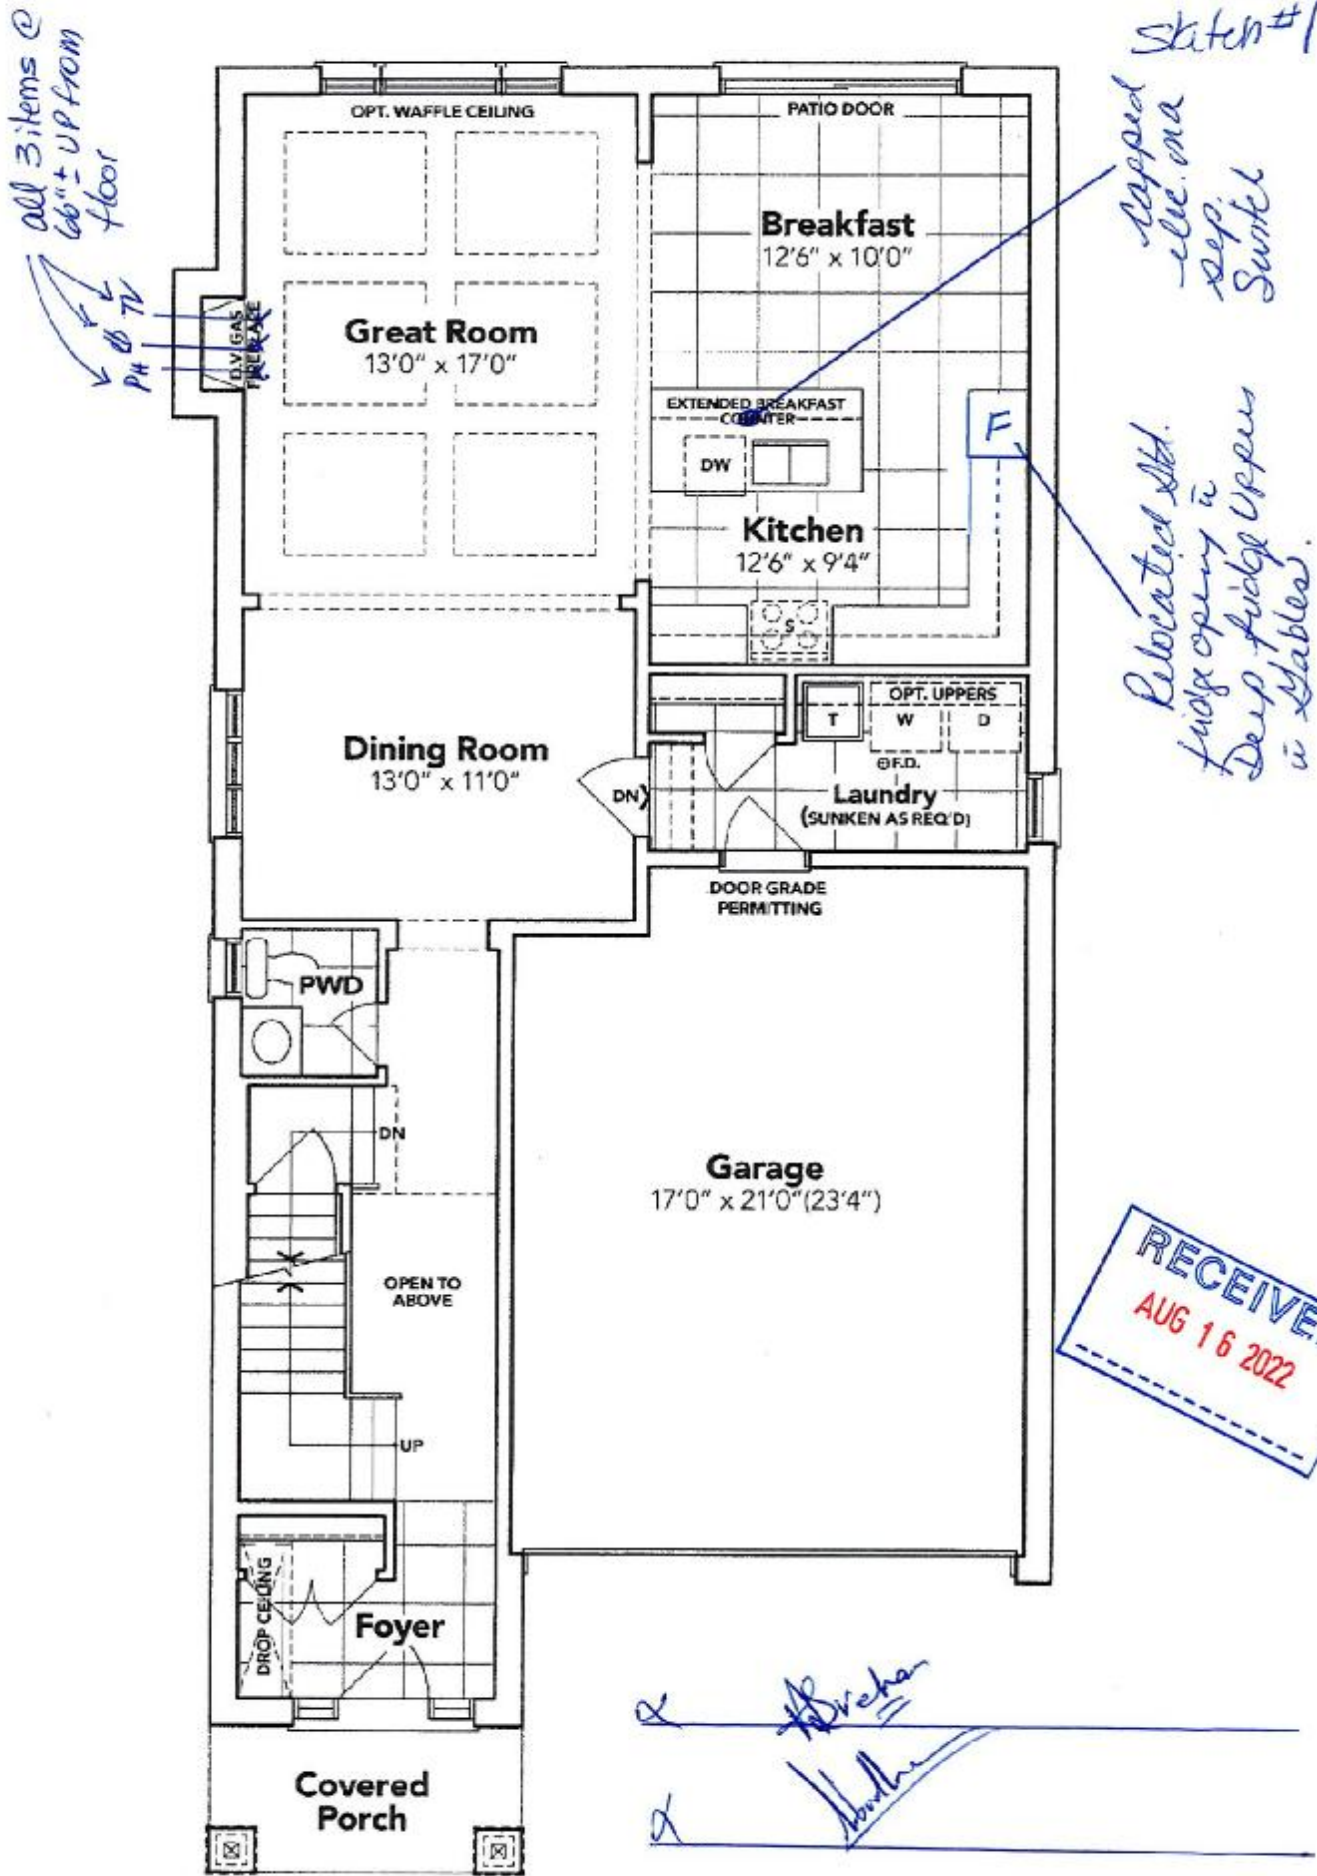 Sketch #1
all 3 items @
66"± UP from
floor
TV
PH
capped
elec. on a
sep.
Switch
OPT. WAFFLE CEILING
PATIO DOOR
Breakfast
12'6" x 10'0"
Great Room
13'0" x 17'0"
D.V. GAS
FIREPLACE
EXTENDED BREAKFAST
COUNTER
F
DW
Kitchen
12'6" x 9'4"
S
Relocated std.
fridge opening
Deep fridge Uppers
Gables.
OPT. UPPERS
T
W
D
F.D.
Dining Room
13'0" x 11'0"
DN
Laundry
(SUNKEN AS REQ'D)
DOOR GRADE
PERMITTING
PWD
DN
Garage
17'0" x 21'0"(23'4")
OPEN TO
ABOVE
UP
RECEIVE
AUG 16 2022
DROP CEILING
Foyer
Covered
Porch